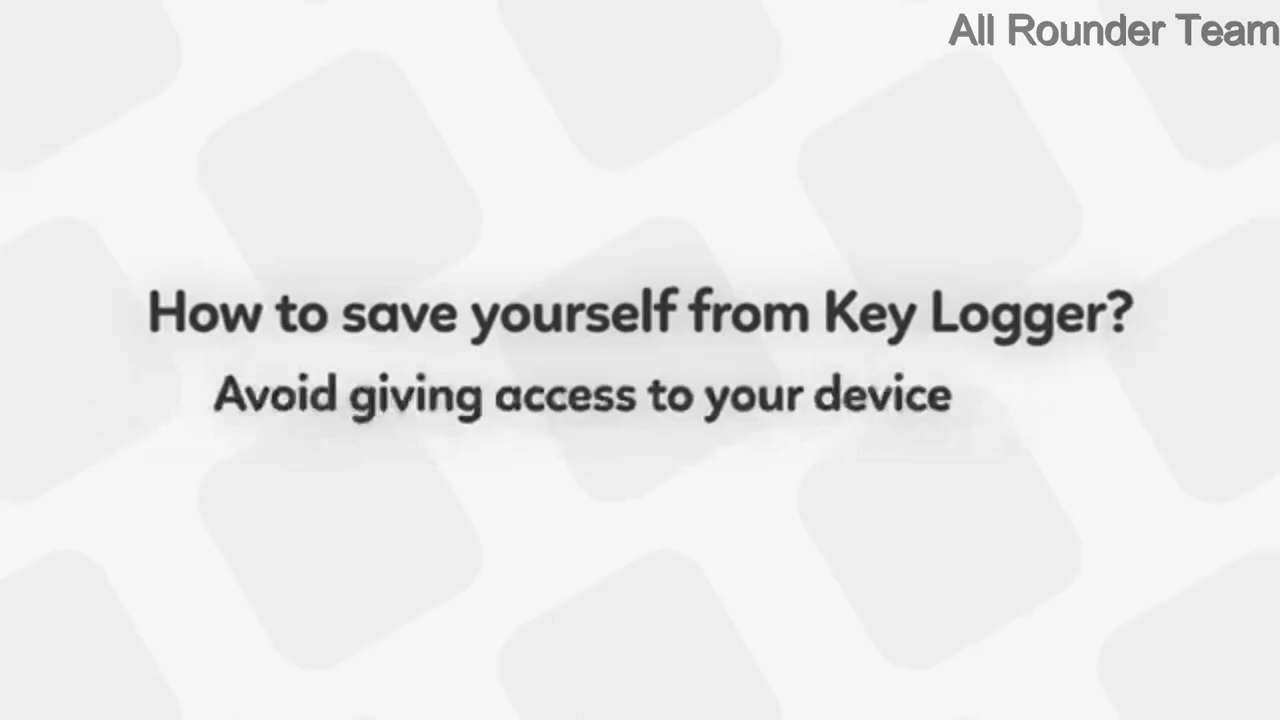 All Rounder Team
How to save yourself from Key Logger?
Avoid giving access to your device